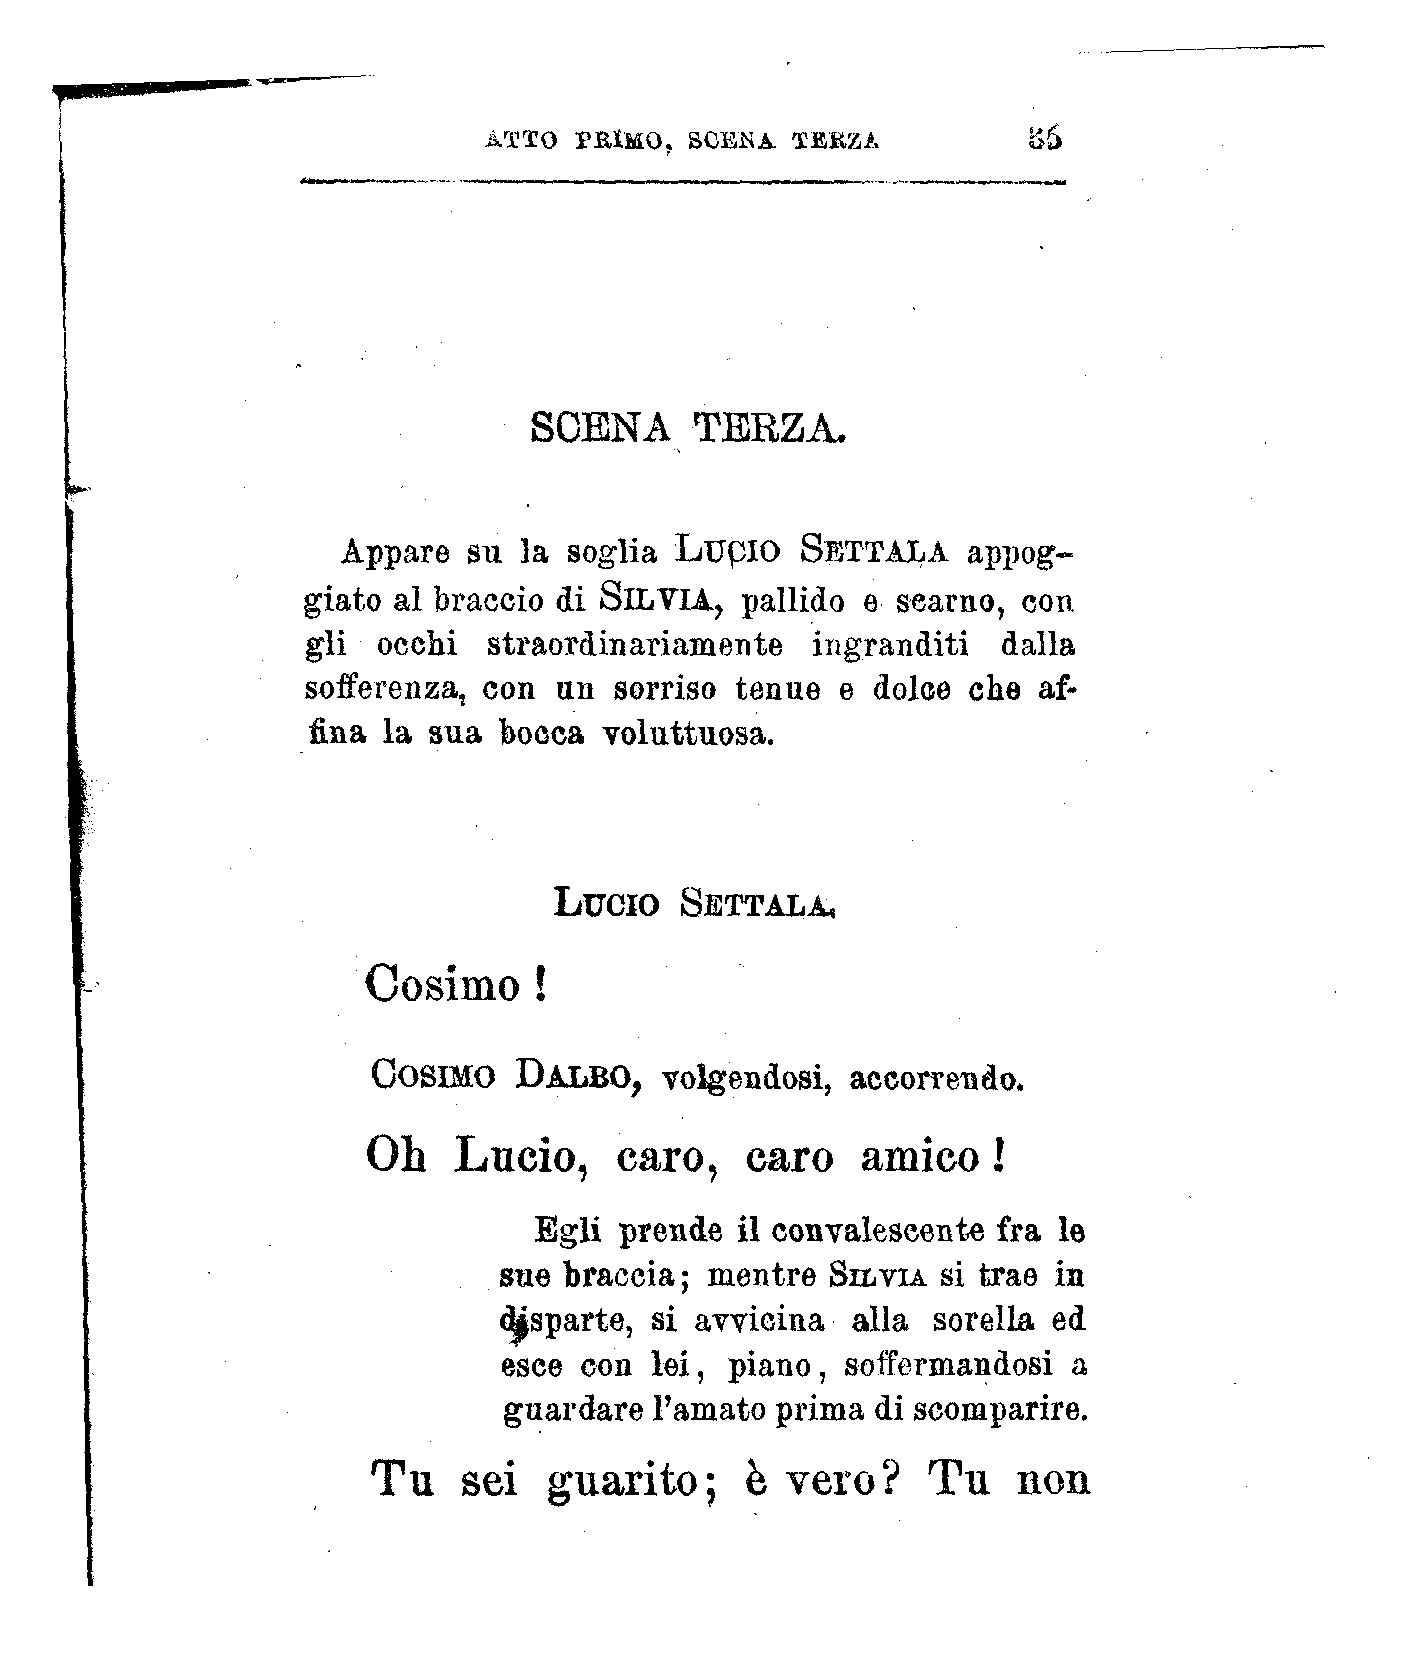 ATTO PRIMO, SCENA TERZA
SCENA TERZA.
Appare su la soglia LUCIO SETTALA appog-
giato al braccio di SILVIA, pallido e scarno, con
gli occhi straordinariamente ingranditi dalla
sofferenza, con un sorriso tenue e dolce che af-
fina la sua bocca voluttuosa.
LUCIO SETTALA.
Cosimo !
COSIMO DALBO, volgendosi, accorrendo.
Oh Lucio, caro, caro amico !
Egli prende il convalescente fra le
sue braccia; mentre SILVIA si trae in
disparte, si avvicina alla sorella ed
esce con lei, piano, soffermandosi a
guardare l'amato prima di scomparire.
Tu sei guarito; è vero? Tu non